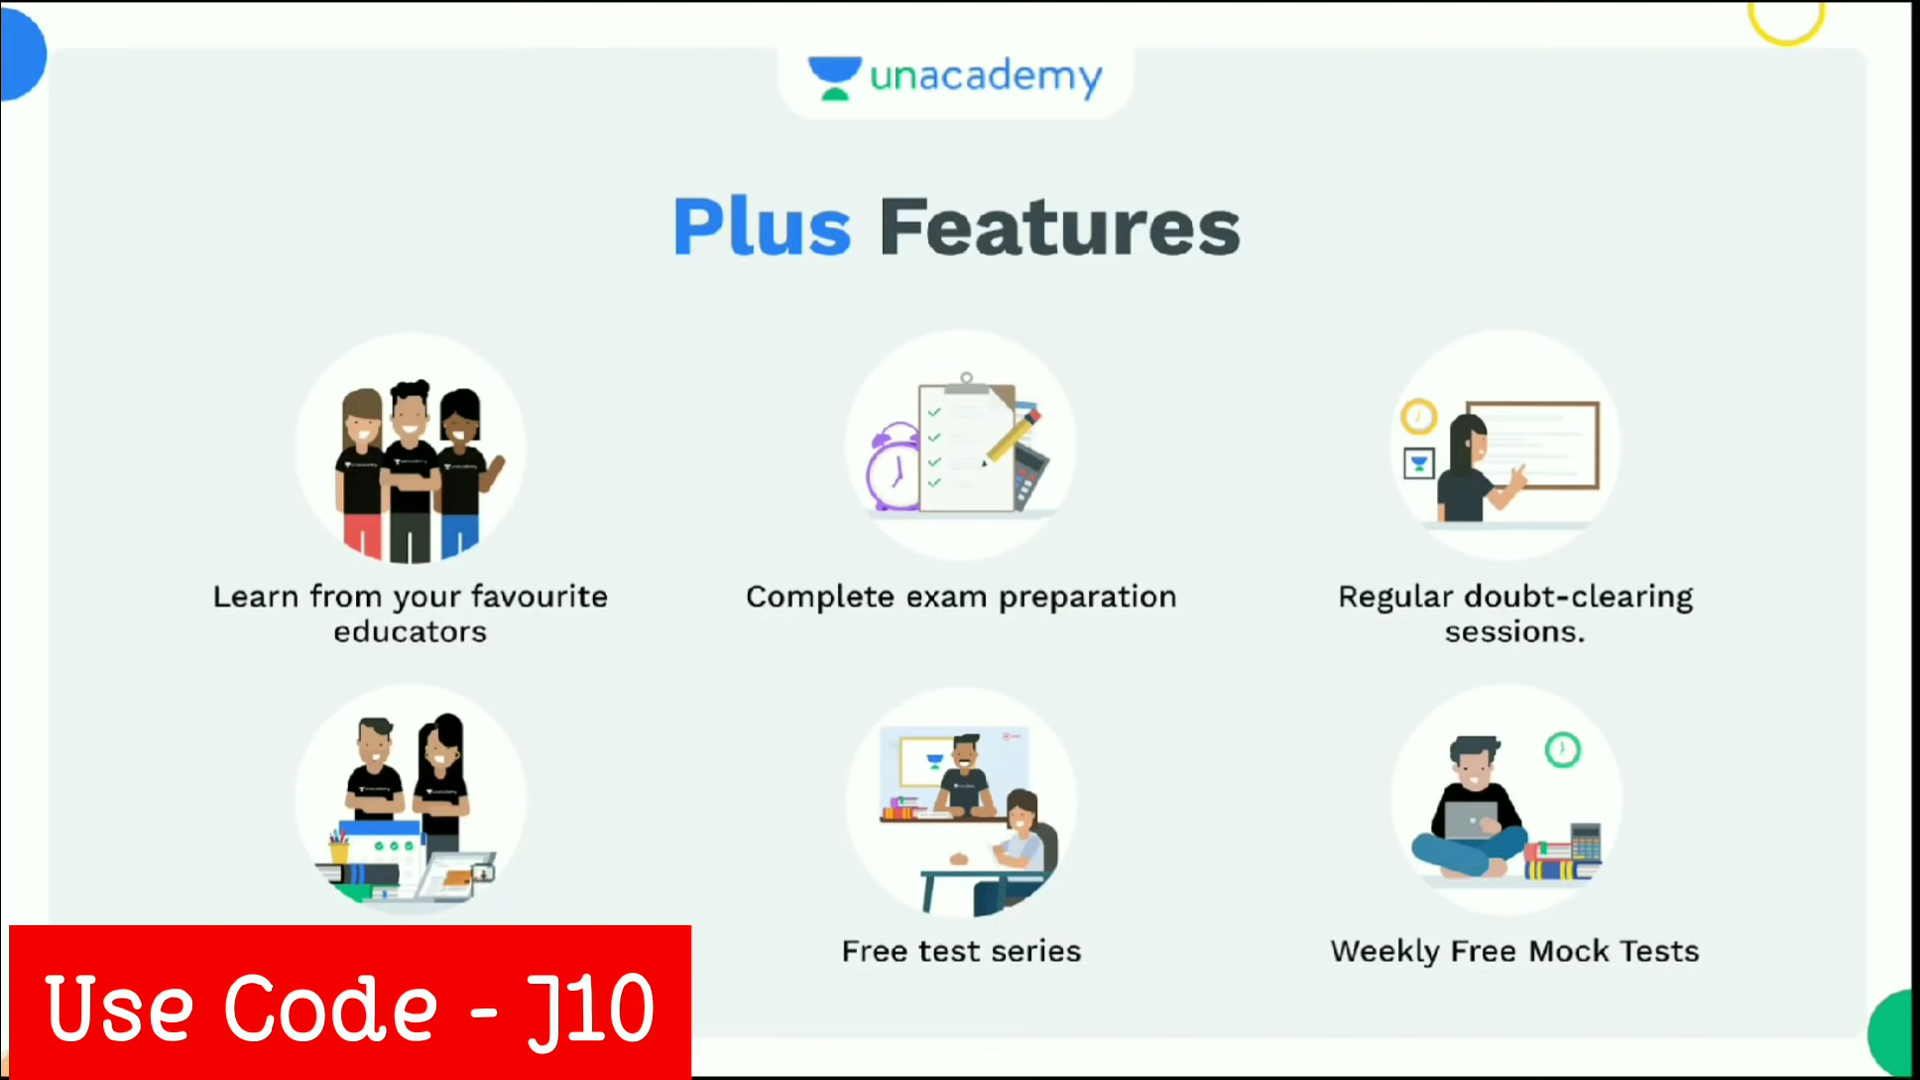 unacademy
Plus Features
Learn from your favourite
educators
Complete exam preparation
Regular doubt-clearing
sessions.
Free test series
Weekly Free Mock Tests
Use Code - J10